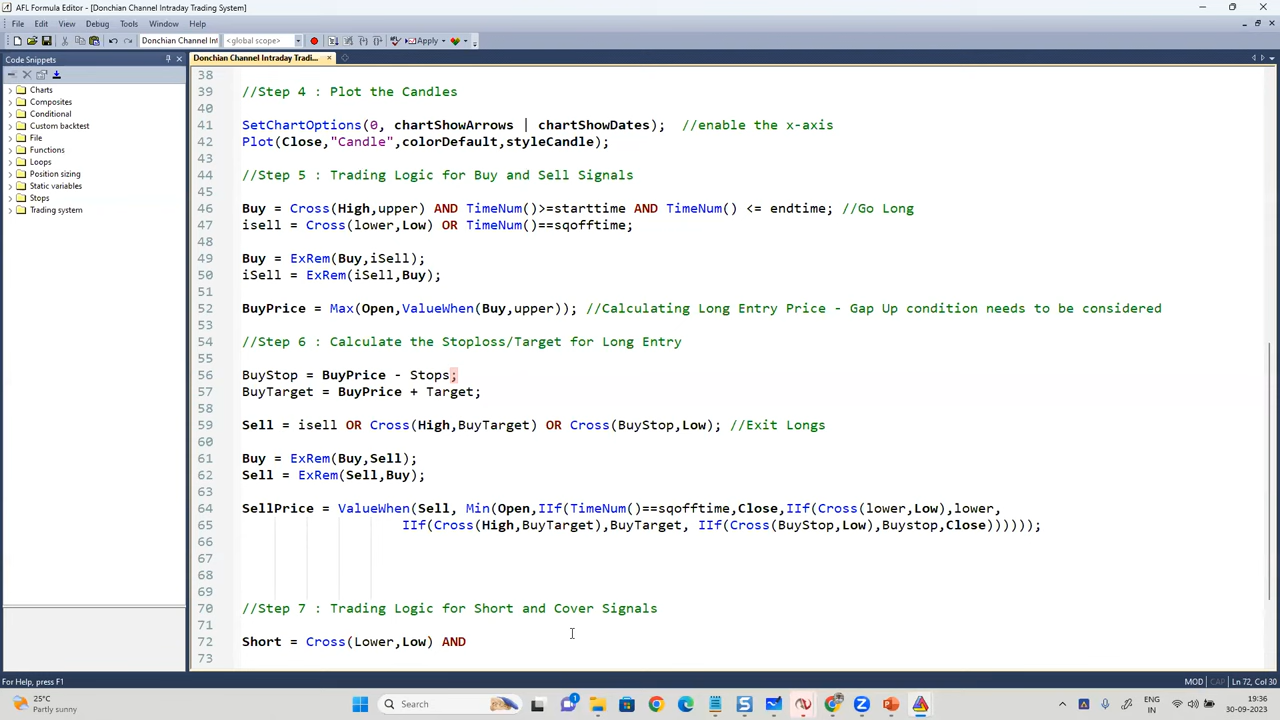 AFL Formula Editor - [Donchian Channel Intraday Trading System]
File Edit View Debug Tools Window Help
Donchian Channel Int <global scope> Apply
Code Snippets
Charts
Composites
Conditional
Custom backtest
File
Functions
Loops
Position sizing
Static variables
Stops
Trading system
Donchian Channel Intraday Tradi...
38
39 //Step 4 : Plot the Candles
40
41 SetChartOptions(0, chartShowArrows | chartShowDates); //enable the x-axis
42 Plot(Close,"Candle",colorDefault,styleCandle);
43
44 //Step 5 : Trading Logic for Buy and Sell Signals
45
46 Buy = Cross(High,upper) AND TimeNum()>=starttime AND TimeNum() <= endtime; //Go Long
47 isell = Cross(lower,Low) OR TimeNum()==sqofftime;
48
49 Buy = ExRem(Buy,iSell);
50 iSell = ExRem(iSell,Buy);
51
52 BuyPrice = Max(Open,ValueWhen(Buy,upper)); //Calculating Long Entry Price - Gap Up condition needs to be considered
53
54 //Step 6 : Calculate the Stoploss/Target for Long Entry
55
56 BuyStop = BuyPrice - Stops;
57 BuyTarget = BuyPrice + Target;
58
59 Sell = isell OR Cross(High,BuyTarget) OR Cross(BuyStop,Low); //Exit Longs
60
61 Buy = ExRem(Buy,Sell);
62 Sell = ExRem(Sell,Buy);
63
64 SellPrice = ValueWhen(Sell, Min(Open,IIf(TimeNum()==sqofftime,Close,IIf(Cross(lower,Low),lower,
65 IIf(Cross(High,BuyTarget),BuyTarget, IIf(Cross(BuyStop,Low),Buystop,Close))))));
66
67
68
69
70 //Step 7 : Trading Logic for Short and Cover Signals
71
72 Short = Cross(Lower,Low) AND
73
For Help, press F1
MOD CAP Ln 72, Col 30
25°C
Partly sunny
Search
ENG
IN
19:36
30-09-2023